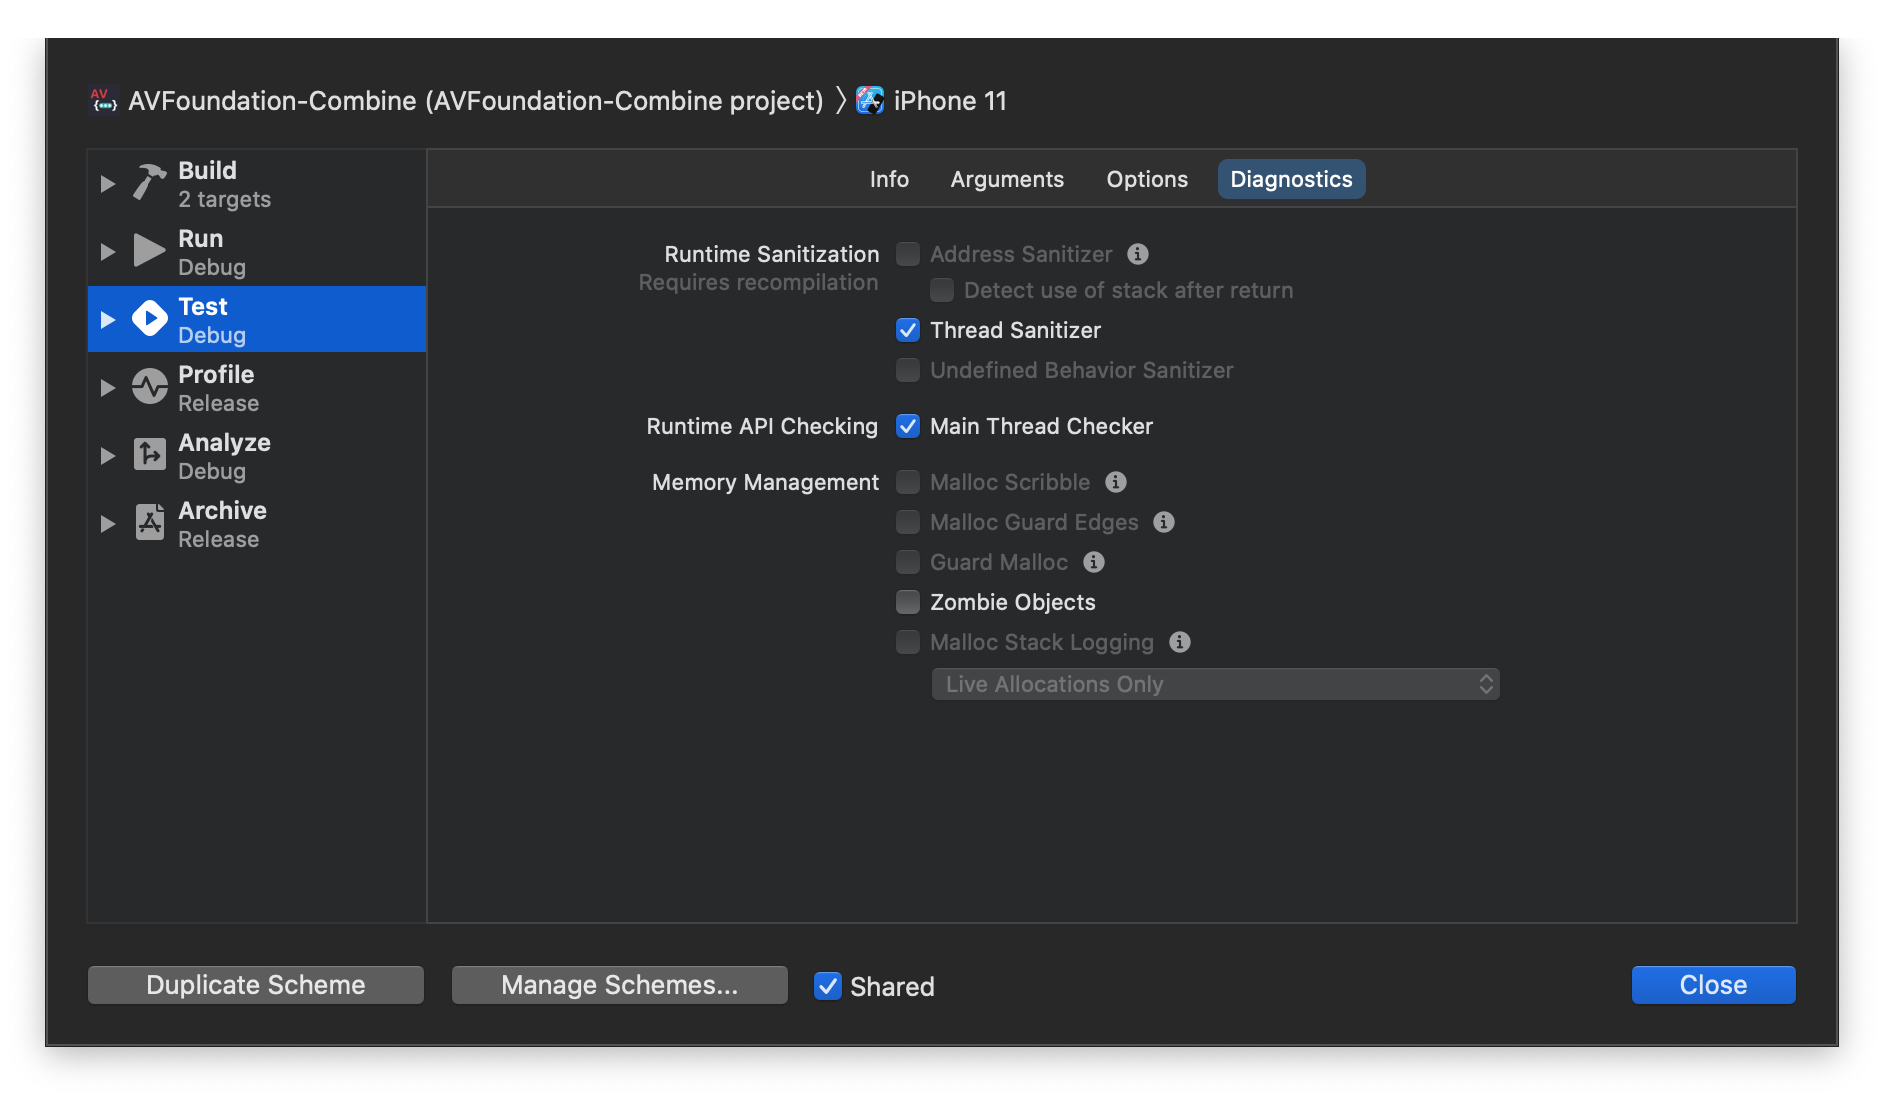 AVFoundation-Combine (AVFoundation-Combine project) 〉 iPhone 11
Build
2 targets
Run
Debug
Test
Debug
Profile
Release
Analyze
Debug
Archive
Release
Info Arguments Options Diagnostics
Runtime Sanitization Address Sanitizer
Requires recompilation Detect use of stack after return
Thread Sanitizer
Undefined Behavior Sanitizer
Runtime API Checking Main Thread Checker
Memory Management Malloc Scribble
Malloc Guard Edges
Guard Malloc
Zombie Objects
Malloc Stack Logging
Live Allocations Only
Duplicate Scheme Manage Schemes... Shared Close